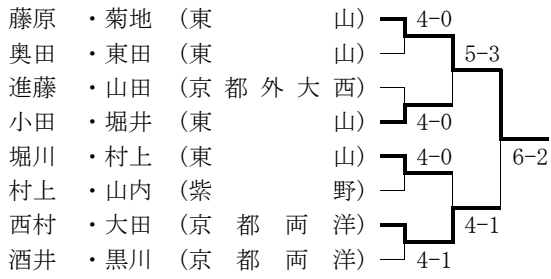 藤原・菊地(東山) 4-0
奥田・東田(東山) 5-3
進藤・山田(京都外大西)
小田・堀井(東山) 4-0
堀川・村上(東山) 4-0 6-2
村上・山内(紫野)
西村・大田(京都両洋) 4-1
酒井・黒川(京都両洋) 4-1